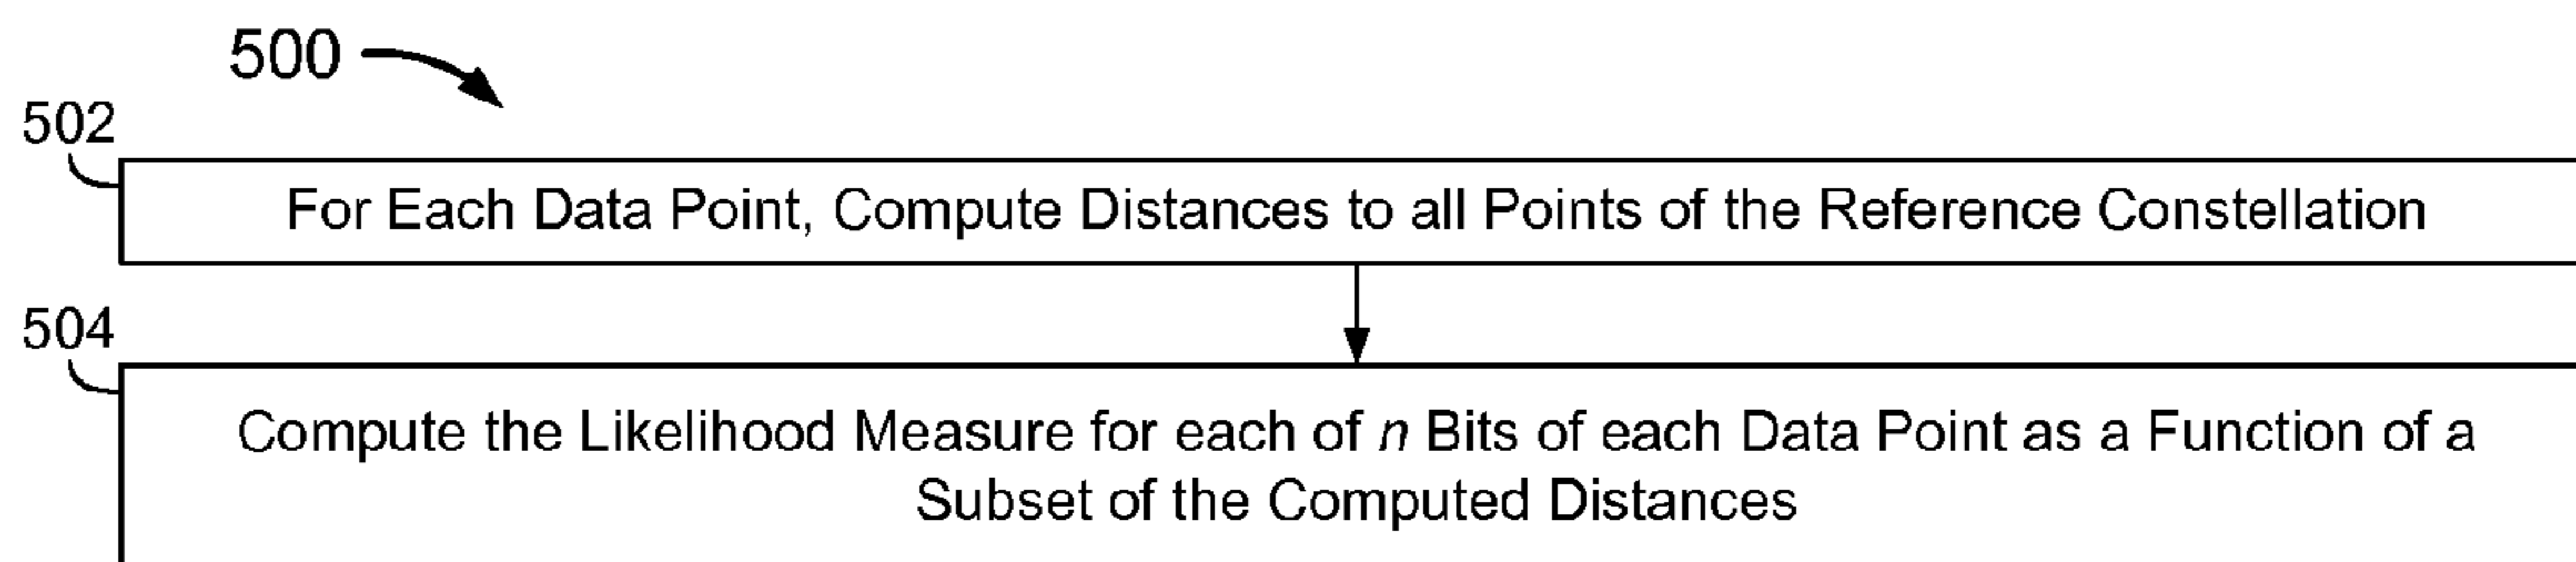 500
502
For Each Data Point, Compute Distances to all Points of the Reference Constellation
504
Compute the Likelihood Measure for each of n Bits of each Data Point as a Function of a
Subset of the Computed Distances